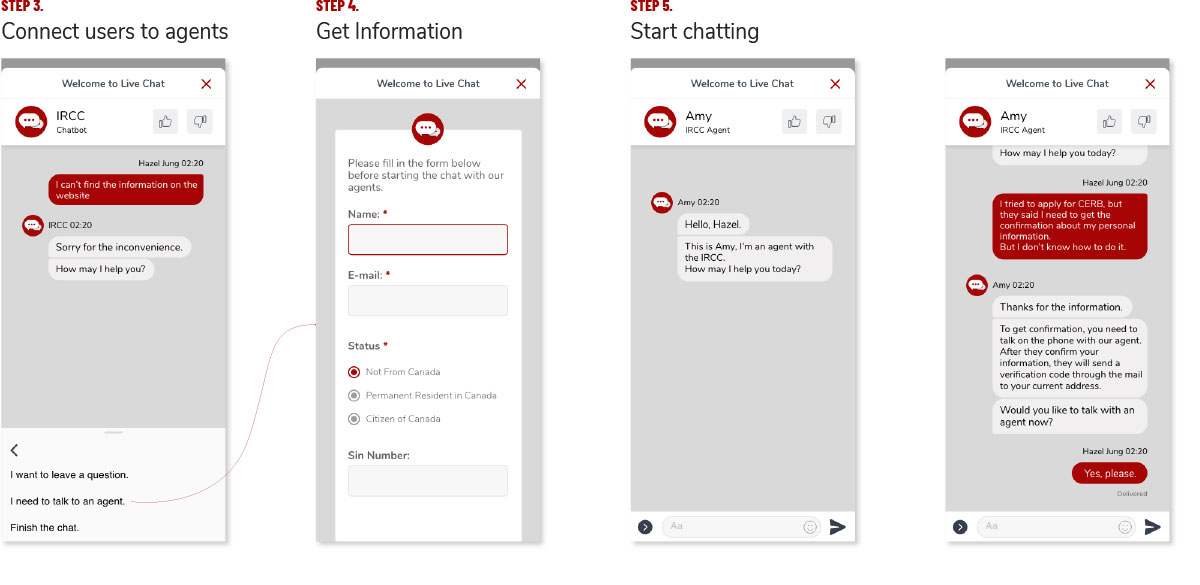 STEP 3.
Connect users to agents
Welcome to Live Chat
IRCC
Chatbot
Hazel Jung 02:20
I can't find the information on the
website
IRCC 02:20
Sorry for the inconvenience.
How may I help you?
I want to leave a question.
I need to talk to an agent.
Finish the chat.
STEP 4.
Get Information
Welcome to Live Chat
Please fill in the form below
before starting the chat with our
agents.
Name: *
E-mail: *
Status *
Not From Canada
Permanent Resident in Canada
Citizen of Canada
Sin Number:
STEP 5.
Start chatting
Welcome to Live Chat
Amy
IRCC Agent
Amy 02:20
Hello, Hazel.
This is Amy, I'm an agent with
the IRCC.
How may I help you today?
Aa
Welcome to Live Chat
Amy
IRCC Agent
How may I help you today?
Hazel Jung 02:20
I tried to apply for CERB, but
they said I need to get the
confirmation about my personal
information.
But I don't know how to do it.
Amy 02:20
Thanks for the information.
To get confirmation, you need to
talk on the phone with our agent.
After they confirm your
information, they will send a
verification code through the mail
to your current address.
Would you like to talk with an
agent now?
Hazel Jung 02:20
Yes, please.
Delivered
Aa